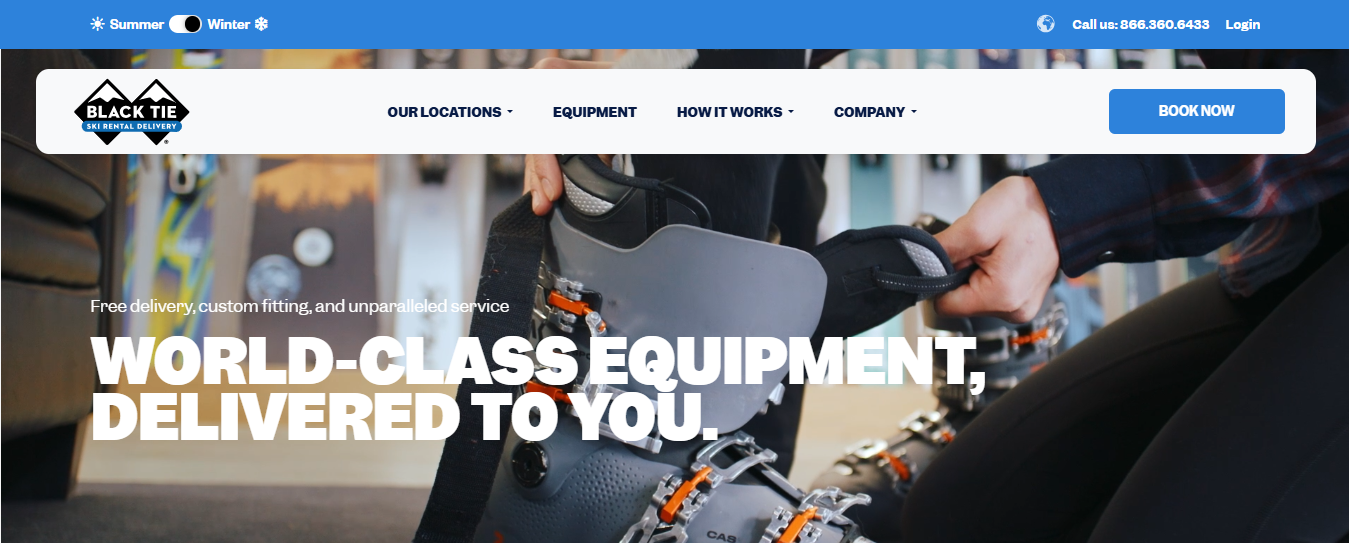 Summer Winter
Call us: 866.360.6433 Login
BLACK TIE
SKI RENTAL DELIVERY
®
OUR LOCATIONS EQUIPMENT HOW IT WORKS COMPANY
BOOK NOW
Free delivery, custom fitting, and unparalleled service
WORLD-CLASS EQUIPMENT,
DELIVERED TO YOU.
CAS